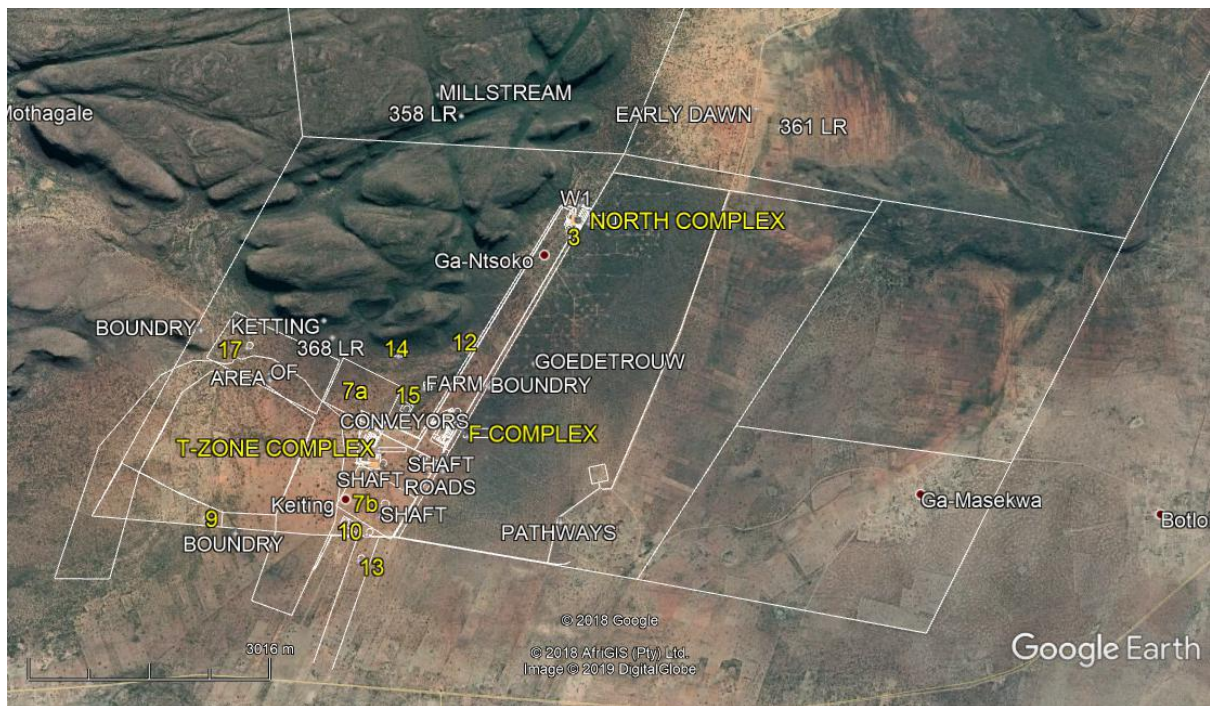 MILLSTREAM
Mothagale
358 LR
EARLY DAWN
361 LR
W1
NORTH COMPLEX
3
Ga-Ntsoko
BOUNDRY
KETTING
17
368 LR
14
12
GOEDETROUW
AREA OF
7a
15
FARM BOUNDRY
CONVEYORS
T-ZONE COMPLEX
F COMPLEX
SHAFT
SHAFT
ROADS
Keiting
7b
SHAFT
Ga-Masekwa
9
10
PATHWAYS
BOUNDRY
13
© 2018 Google
3016 m
© 2018 AfriGIS (Pty) Ltd.
Image © 2019 DigitalGlobe
Google Earth